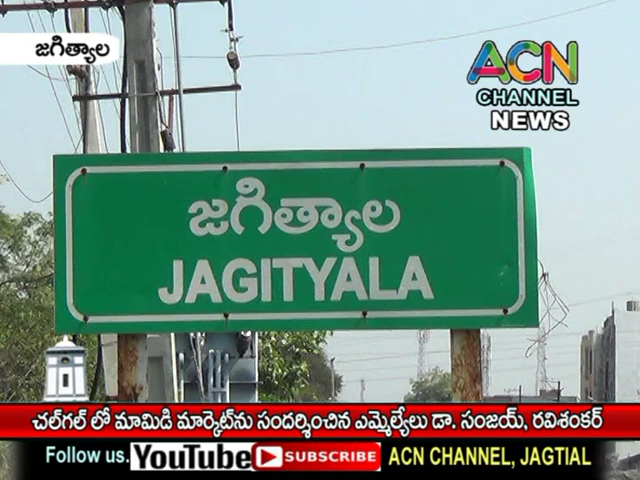 జగిత్యాల
ACN
CHANNEL
NEWS
జగిత్యాల
JAGITYALA
చల్‌గల్ లో మామిడి మార్కెట్‌ను సందర్శించిన ఎమ్మెల్యేలు డా. సంజయ్, రవిశంకర్
Follow us. YouTube SUBSCRIBE ACN CHANNEL, JAGTIAL